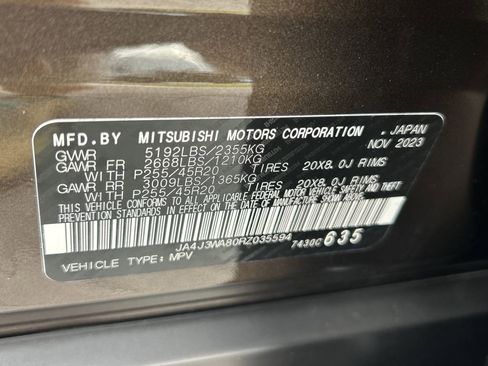 MFD.BY MITSUBISHI MOTORS CORPORATION, JAPAN
GVWR 5192LBS/2355KG NOV 2023
GAWR FR 2668LBS/1210KG
WITH P255/45R20 TIRES 20X8.0J RIMS
GAWR RR 3009LBS/1365KG
WITH P255/45R20 TIRES 20X8.0J RIMS
THIS VEHICLE CONFORMS TO ALL APPLICABLE FEDERAL MOTOR VEHICLE SAFETY AND THEFT
PREVENTION STANDARDS IN EFFECT ON THE DATE OF MANUFACTURE SHOWN ABOVE.
JA4J3WA80RZ035594 7430C 635
VEHICLE TYPE: MPV